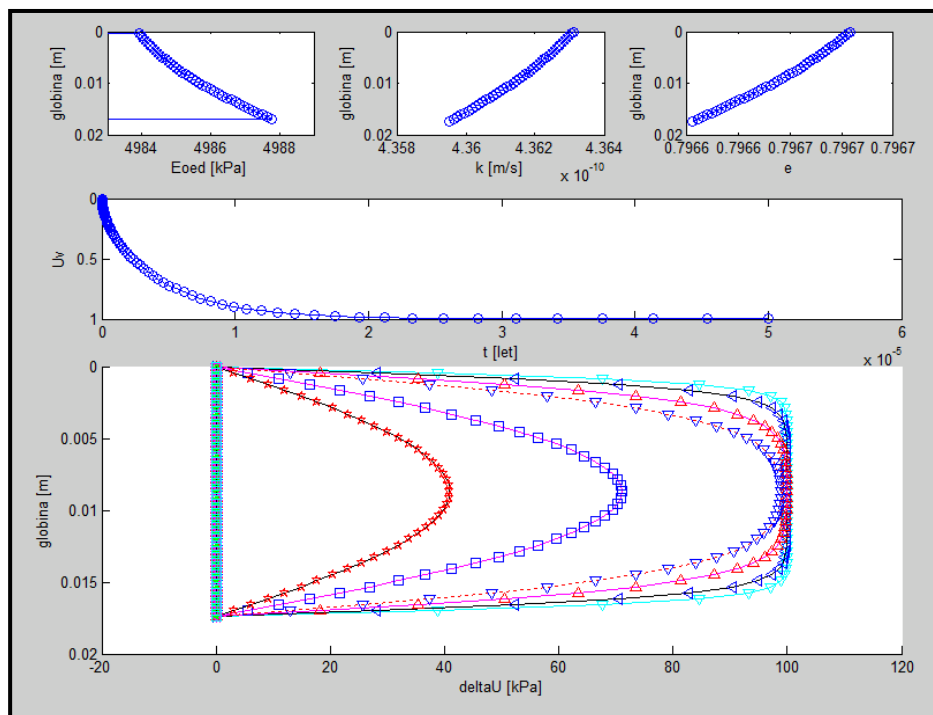 0
0.01
0.02
globina [m]
4984 4986 4988
Eoed [kPa]
0
0.01
0.02
globina [m]
4.358 4.36 4.362 4.364
k [m/s]
x 10^-10
0
0.01
0.02
globina [m]
0.7966 0.7966 0.7967 0.7967 0.7967
e
0
0.5
1
Uv
0 1 2 3 4 5 6
t [let]
x 10^-5
0
0.005
0.01
0.015
0.02
globina [m]
-20 0 20 40 60 80 100 120
deltaU [kPa]